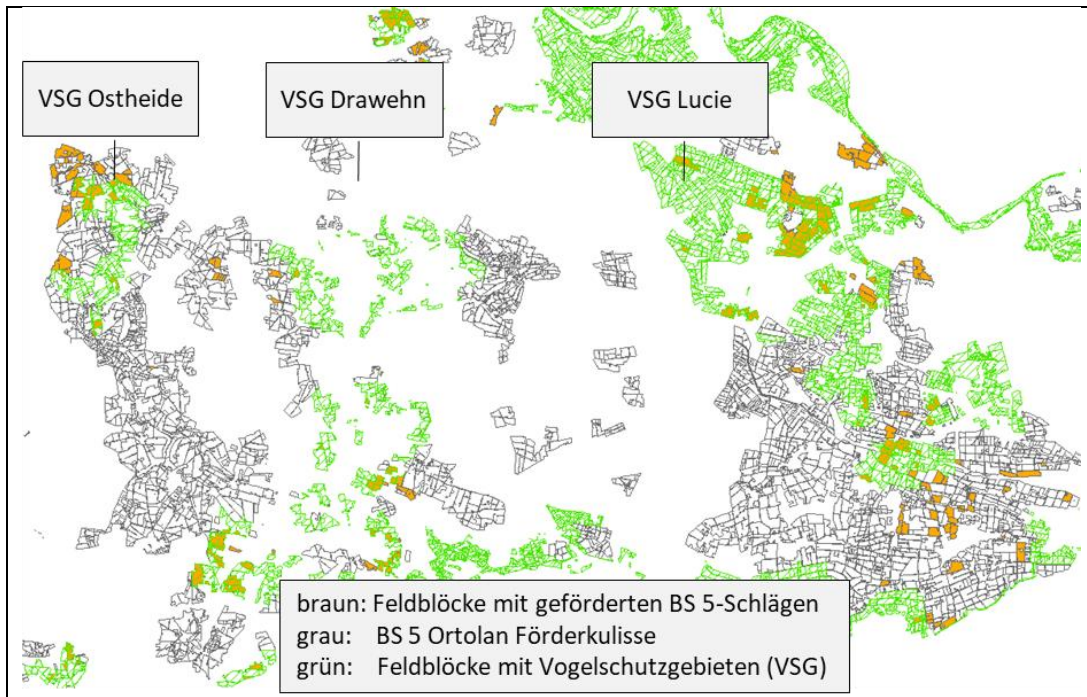 VSG Ostheide
VSG Drawehn
VSG Lucie
braun: Feldblöcke mit geförderten BS 5-Schlägen
grau: BS 5 Ortolan Förderkulisse
grün: Feldblöcke mit Vogelschutzgebieten (VSG)